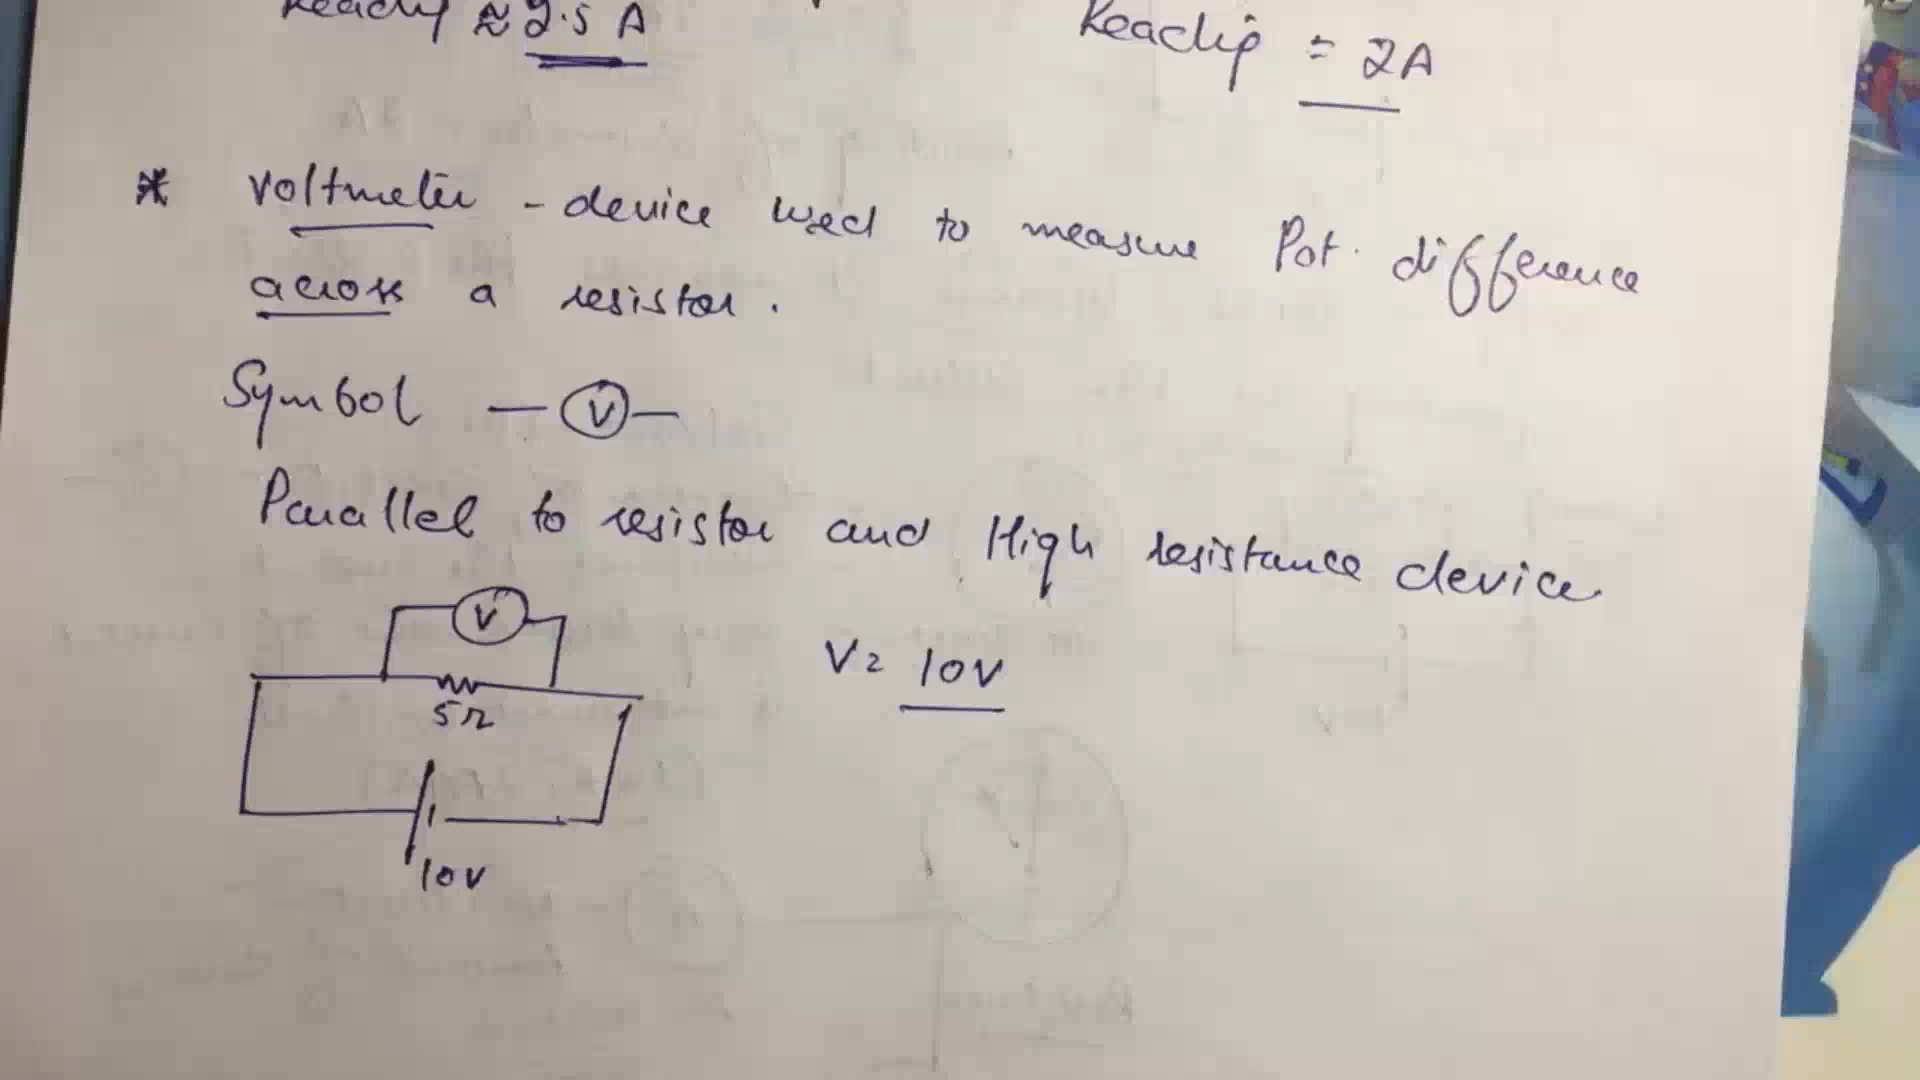 Reading ≈ 2.5 A
Reading = 2A
* Voltmeter - device used to measure Pot. difference
across a resistor.
Symbol — V —
Parallel to resistor and High resistance device
V
5Ω
10V
V = 10V